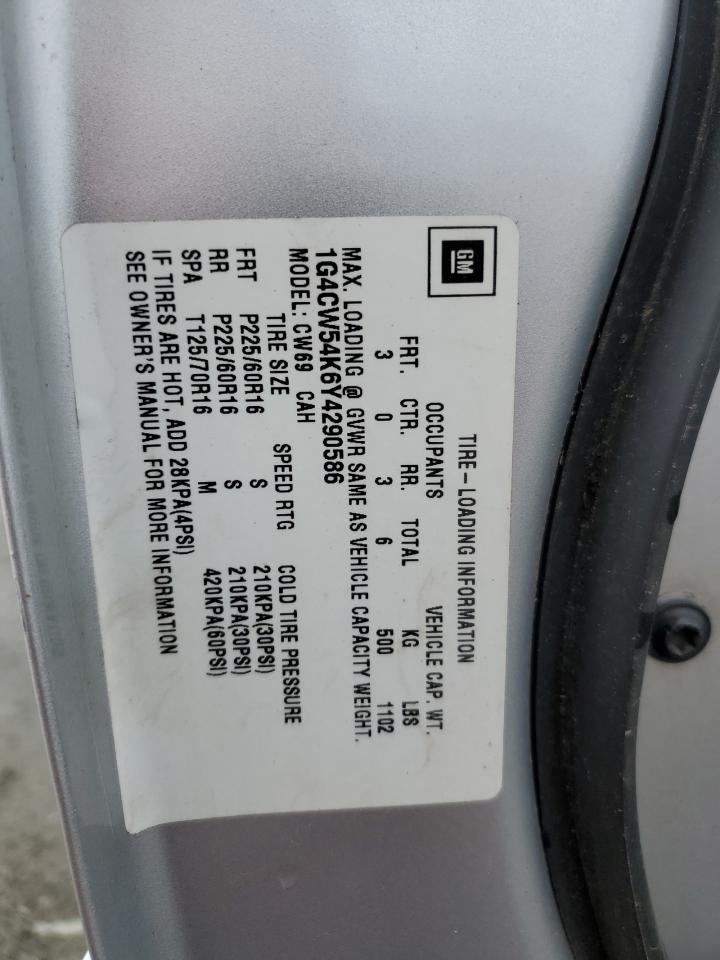 GM
TIRE-LOADING INFORMATION
OCCUPANTS VEHICLE CAP. WT.
FRT. CTR. RR. TOTAL KG LBS
3 0 3 6 500 1102
MAX. LOADING @ GVWR SAME AS VEHICLE CAPACITY WEIGHT.
1G4CW54K6Y4290586
MODEL: CW69 CAH
TIRE SIZE SPEED RTG COLD TIRE PRESSURE
FRT P225/60R16 S 210KPA(30PSI)
RR P225/60R16 S 210KPA(30PSI)
SPA T125/70R16 M 420KPA(60PSI)
IF TIRES ARE HOT, ADD 28KPA(4PSI)
SEE OWNER'S MANUAL FOR MORE INFORMATION